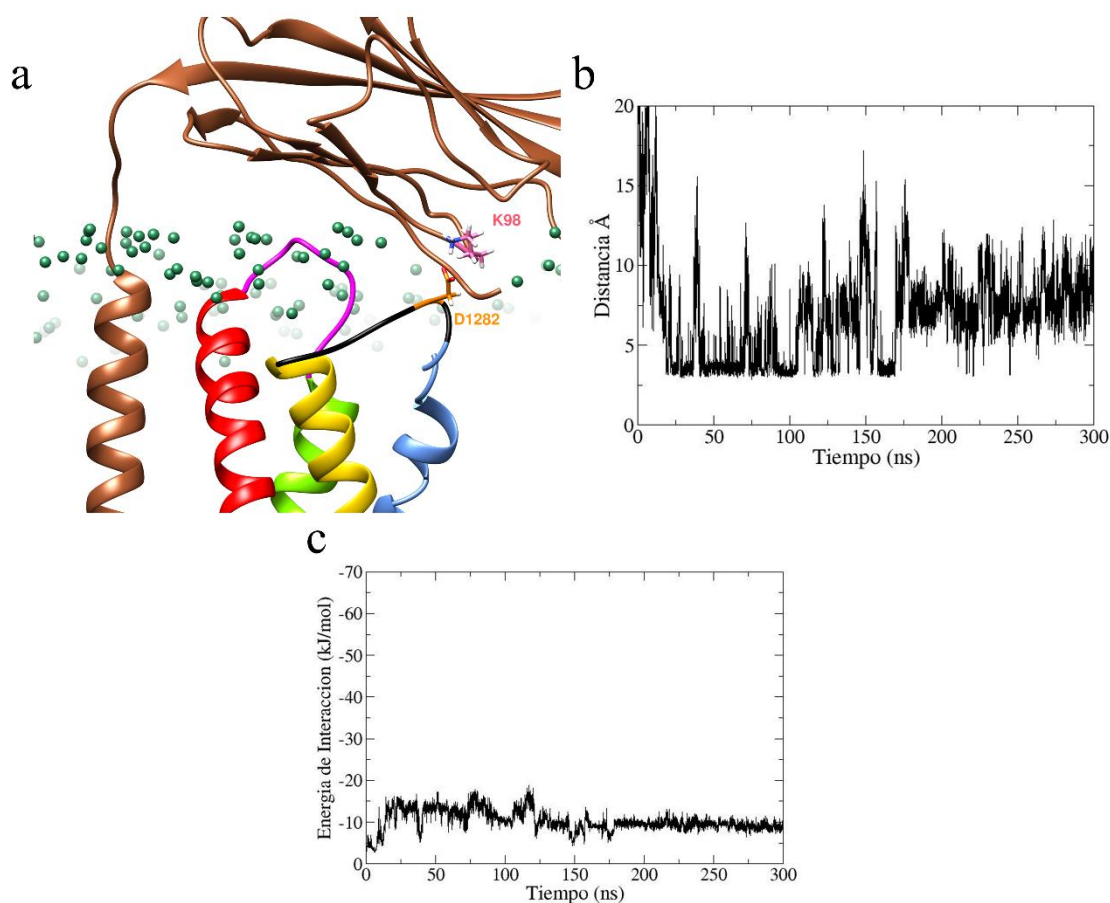 a
K98
D1282
b
Distancia Å
20
15
10
5
0
0 50 100 150 200 250 300
Tiempo (ns)
c
Energia de Interaccion (kJ/mol)
-70
-60
-50
-40
-30
-20
-10
0
0 50 100 150 200 250 300
Tiempo (ns)